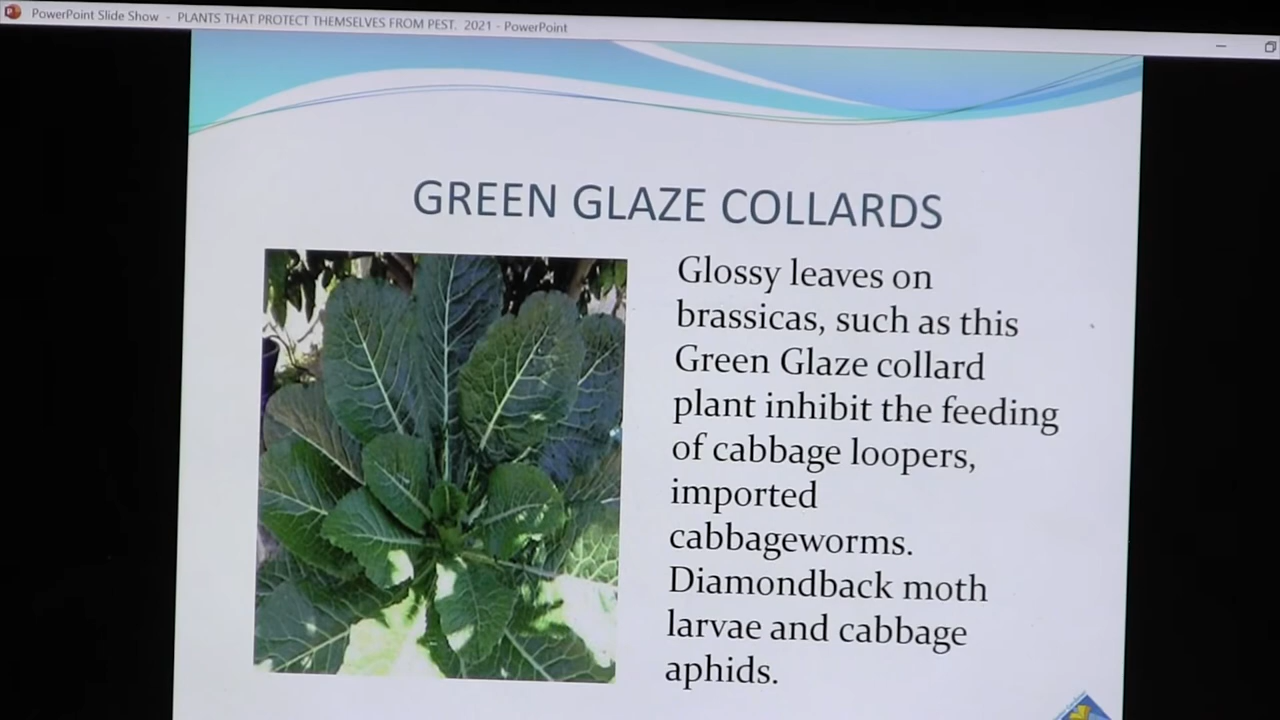 PowerPoint Slide Show - PLANTS THAT PROTECT THEMSELVES FROM PEST. 2021 - PowerPoint
GREEN GLAZE COLLARDS
Glossy leaves on
brassicas, such as this
Green Glaze collard
plant inhibit the feeding
of cabbage loopers,
imported
cabbageworms.
Diamondback moth
larvae and cabbage
aphids.